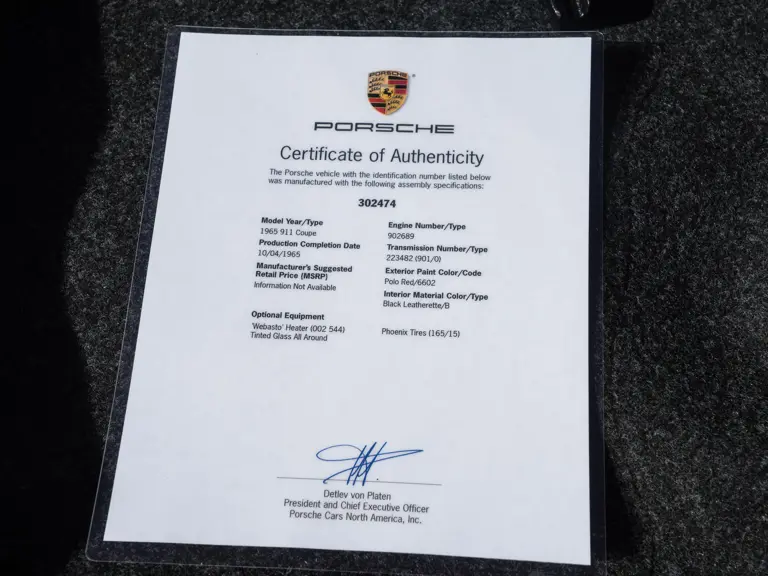 PORSCHE
PORSCHE
Certificate of Authenticity
The Porsche vehicle with the identification number listed below
was manufactured with the following assembly specifications:
302474
Model Year/Type
1965 911 Coupe
Production Completion Date
10/04/1965
Manufacturer's Suggested
Retail Price (MSRP)
Information Not Available
Engine Number/Type
902689
Transmission Number/Type
223482 (901/0)
Exterior Paint Color/Code
Polo Red/6602
Interior Material Color/Type
Black Leatherette/B
Optional Equipment
'Webasto' Heater (002 544)
Tinted Glass All Around
Phoenix Tires (165/15)
Detlev von Platen
President and Chief Executive Officer
Porsche Cars North America, Inc.